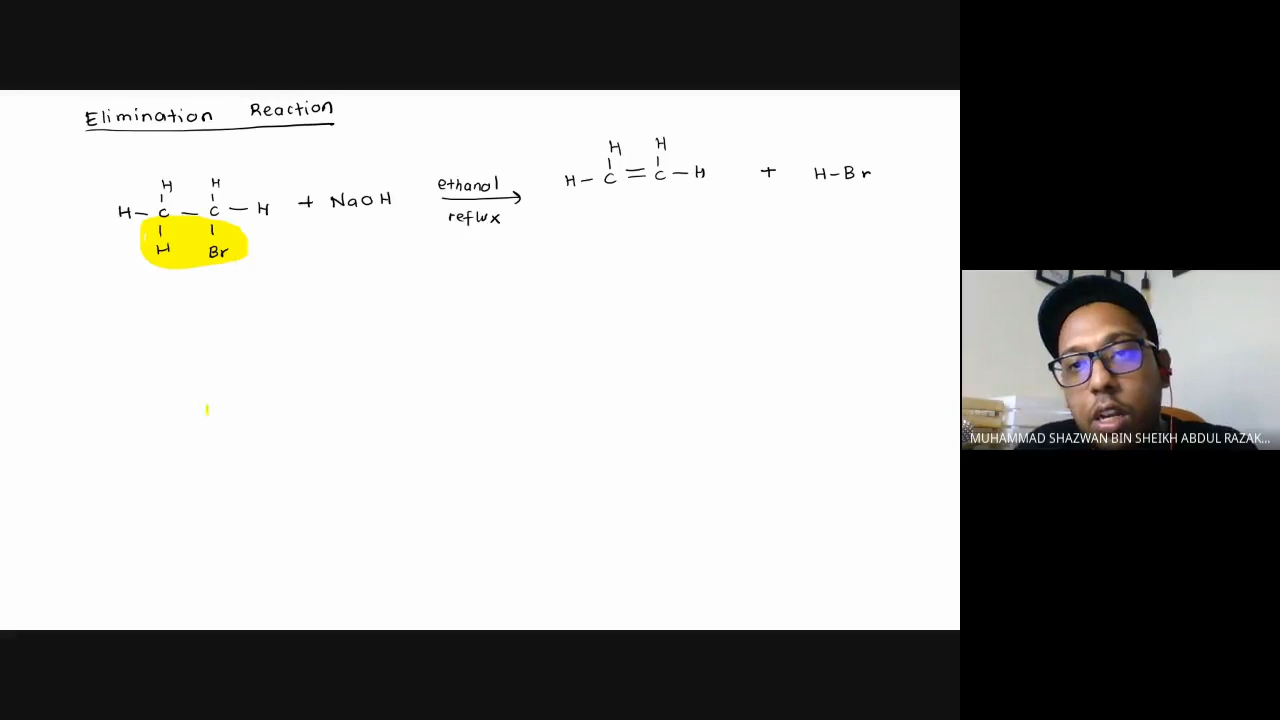 Elimination Reaction
H H
H – C – C – H + NaOH
H Br
ethanol
reflux
H H
H – C = C – H + H – Br
MUHAMMAD SHAZWAN BIN SHEIKH ABDUL RAZAK...